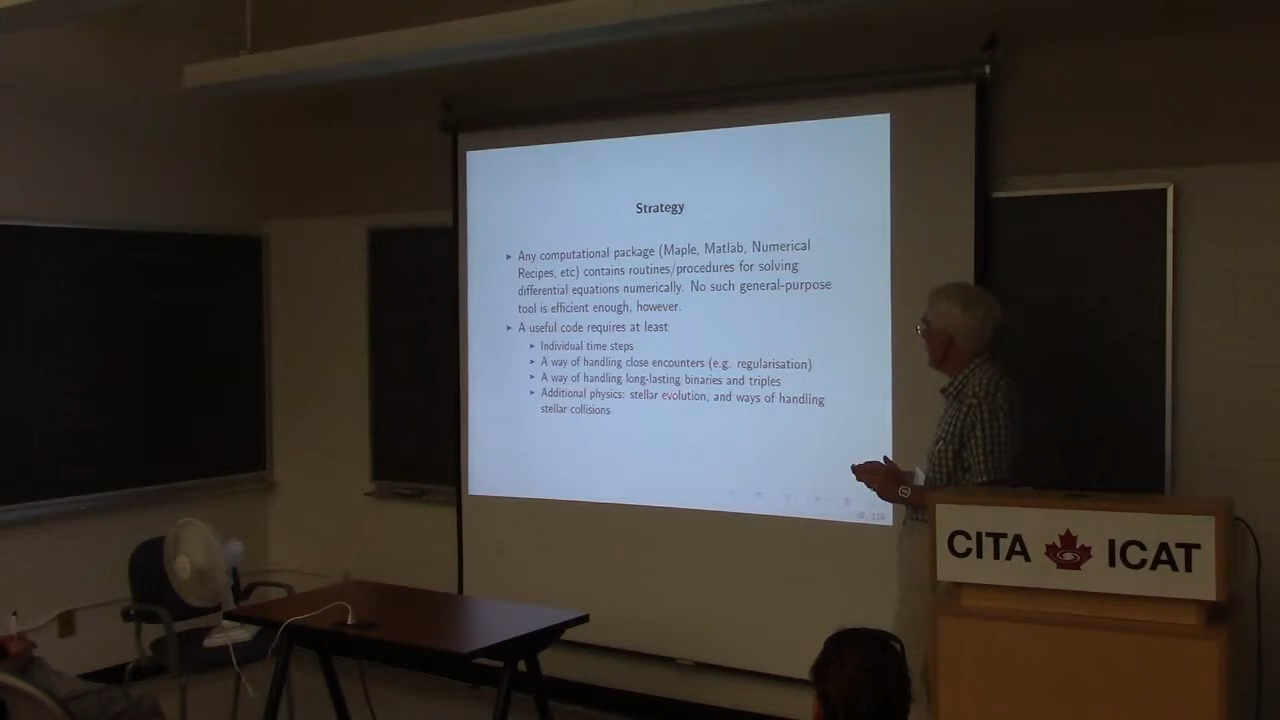 Strategy
Any computational package (Maple, Matlab, Numerical
Recipes, etc) contains routines/procedures for solving
differential equations numerically. No such general-purpose
tool is efficient enough, however.
A useful code requires at least
Individual time steps
A way of handling close encounters (e.g. regularisation)
A way of handling long-lasting binaries and triples
Additional physics: stellar evolution, and ways of handling
stellar collisions
CITA ICAT